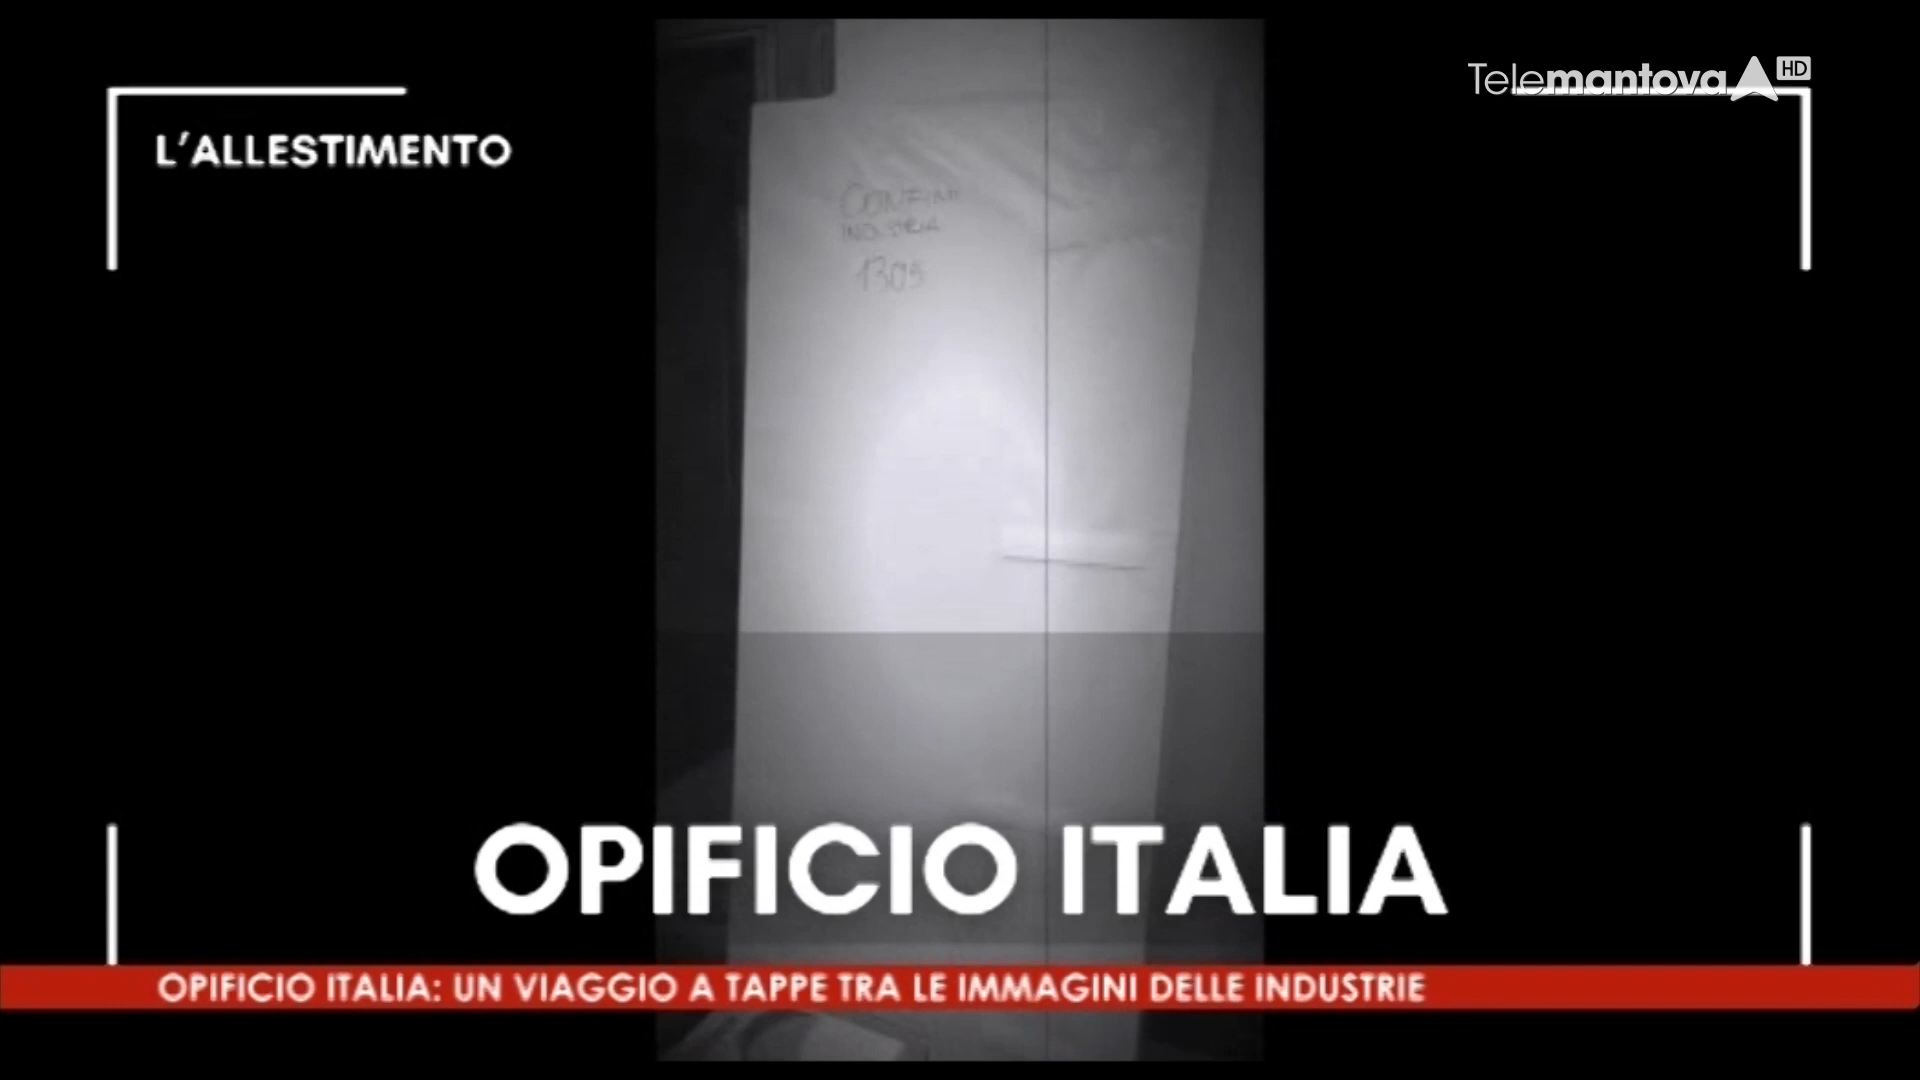 Telemantova HD
L'ALLESTIMENTO
1305
OPIFICIO ITALIA
OPIFICIO ITALIA: UN VIAGGIO A TAPPE TRA LE IMMAGINI DELLE INDUSTRIE